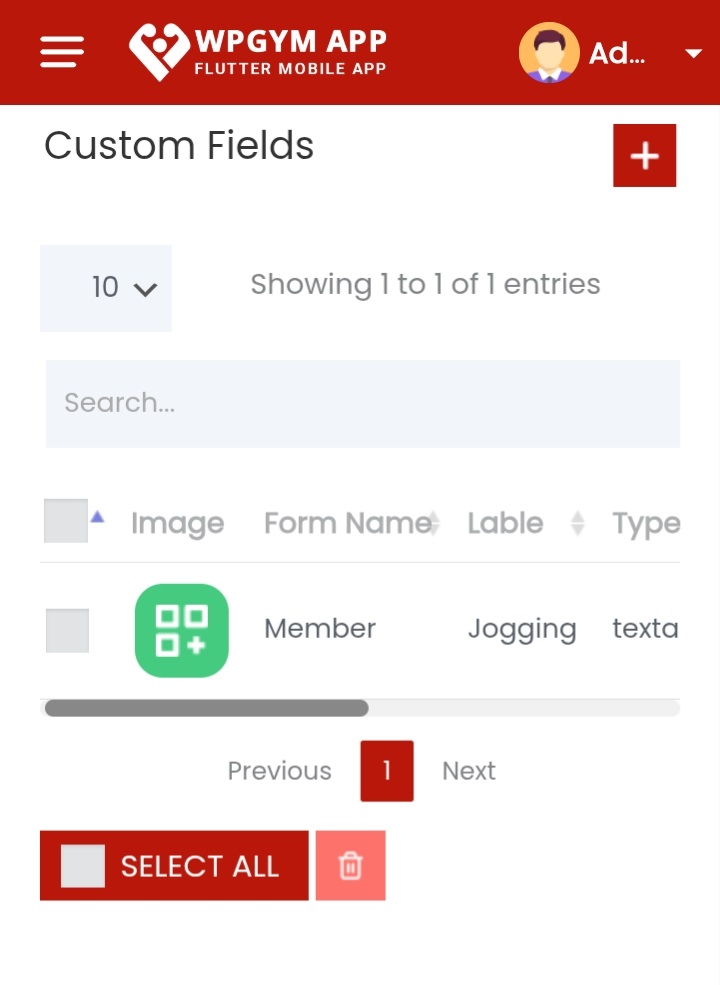 WPGYM APP
FLUTTER MOBILE APP
Ad...
Custom Fields
10
Showing 1 to 1 of 1 entries
Search...
Image Form Name Lable Type
Member Jogging texta
Previous 1 Next
SELECT ALL